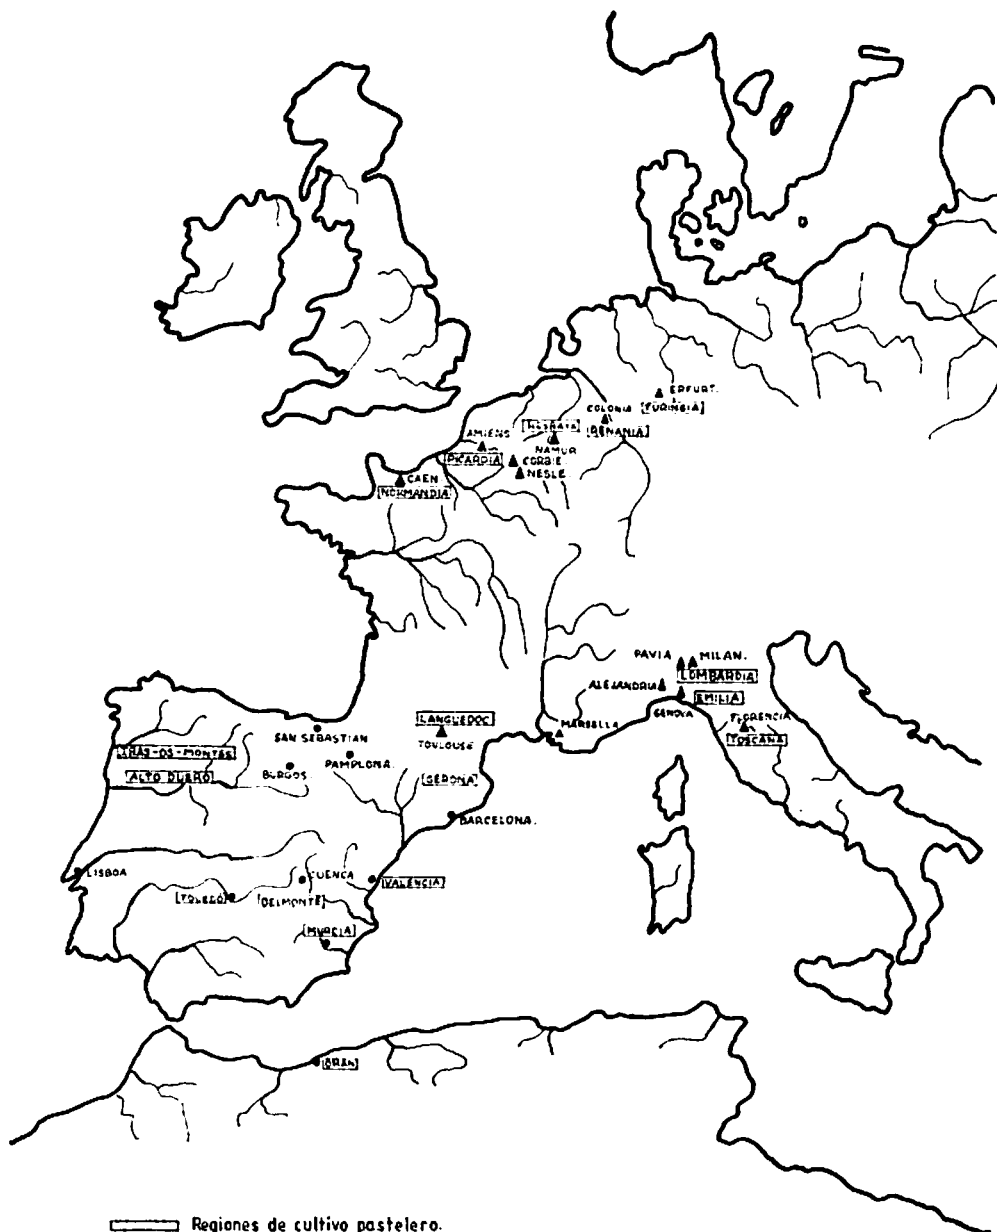 ERFURT.
COLONIA
TURINGIA
RENANIA
AMIENS
HESBAYA
NAMUR
PICARDIA
CORBIE
NESLE
CAEN
NORMANDIA
PAVIA
MILAN.
LOMBARDIA
ALEJANDRIA
EMILIA
GENOVA
FLORENCIA
TOSCANA
MARSELLA
LANGUEDOC
TOULOUSE
SAN SEBASTIAN
TRAS-OS-MONTES
PAMPLONA.
BURGOS
ALTO DUERO
GERONA
BARCELONA.
LISBOA
CUENCA
VALENCIA
TOLEDO
BELMONTE
MURCIA
ORAN
Regiones de cultivo pastelero.